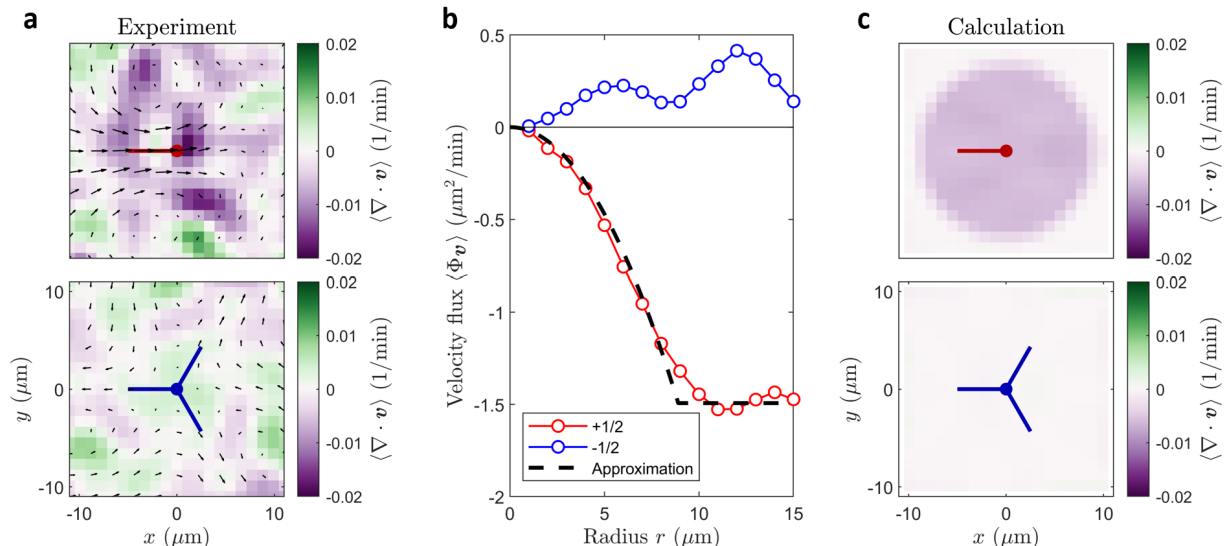 a
Experiment
0.02
0.01
0
-0.01
-0.02
⟨∇ · v⟩ (1/min)
10
0
-10
y (μm)
-10
0
10
x (μm)
0.02
0.01
0
-0.01
-0.02
⟨∇ · v⟩ (1/min)
b
0.5
0
-0.5
-1
-1.5
-2
Velocity flux ⟨Φv⟩ (μm²/min)
+1/2
-1/2
Approximation
0
5
10
15
Radius r (μm)
c
Calculation
0.02
0.01
0
-0.01
-0.02
⟨∇ · v⟩ (1/min)
10
0
-10
y (μm)
-10
0
10
x (μm)
0.02
0.01
0
-0.01
-0.02
⟨∇ · v⟩ (1/min)